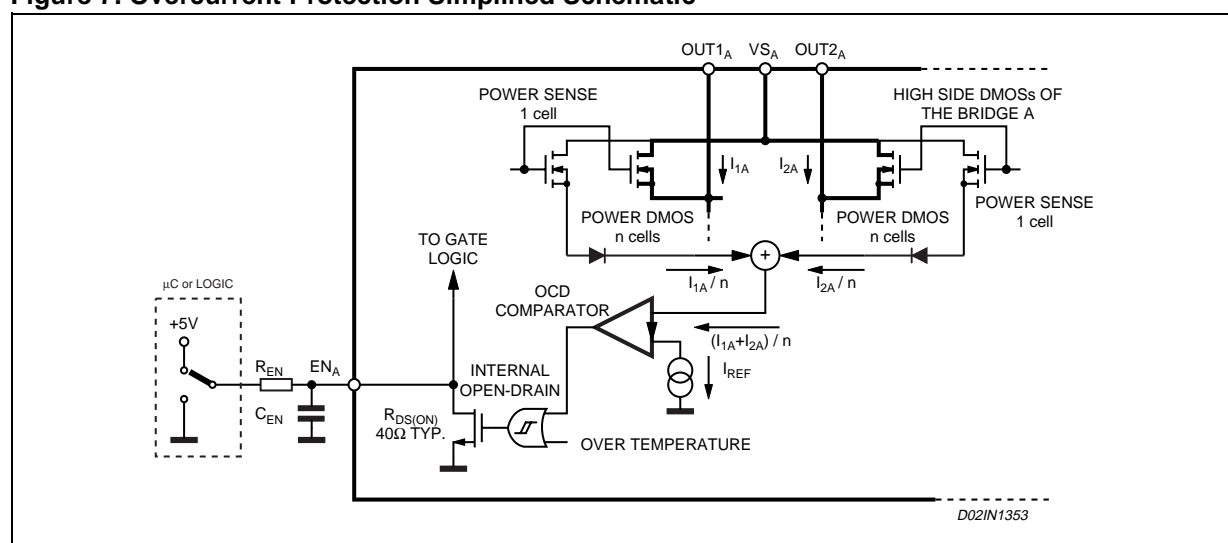 Figure 7. Overcurrent Protection Simplified Schematic
OUT1A VSA OUT2A
POWER SENSE
1 cell
HIGH SIDE DMOSs OF
THE BRIDGE A
I1A I2A
POWER DMOS
n cells
POWER DMOS
n cells
POWER SENSE
1 cell
TO GATE
LOGIC
+
I1A / n I2A / n
μC or LOGIC
+5V
OCD
COMPARATOR
(I1A+I2A) / n
IREF
REN ENA
INTERNAL
OPEN-DRAIN
CEN
RDS(ON)
40Ω TYP.
OVER TEMPERATURE
D02IN1353